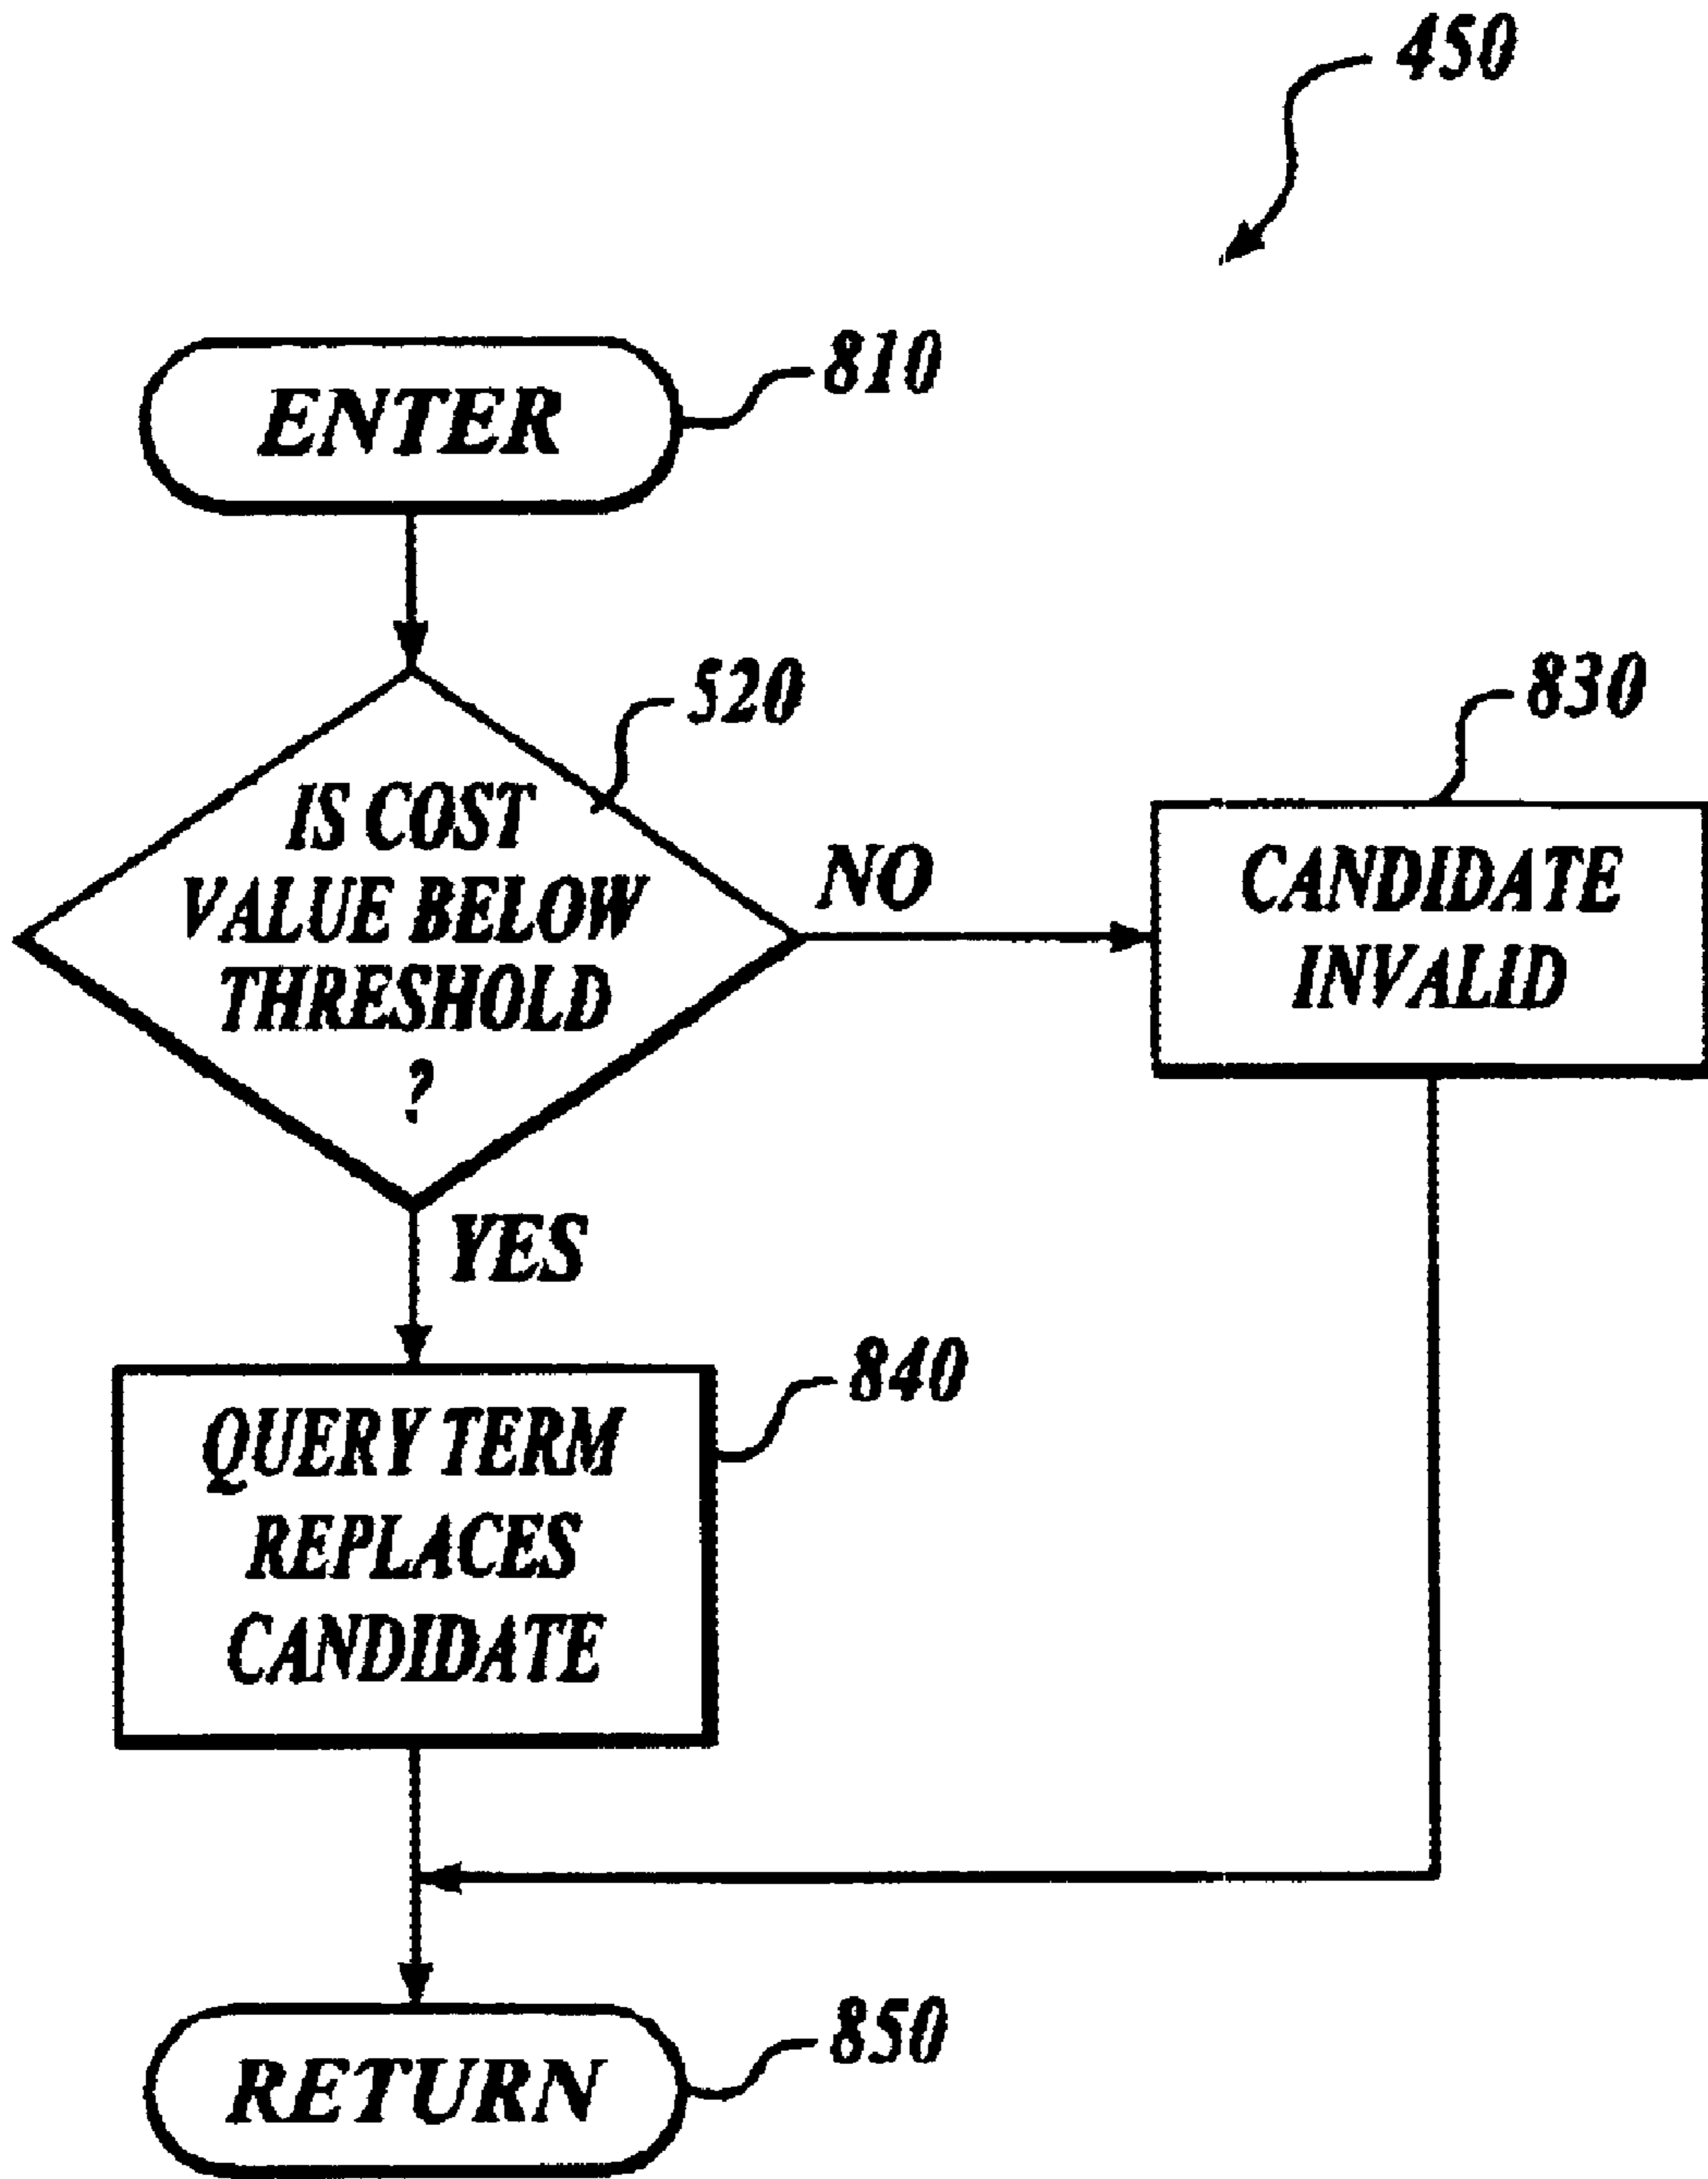 450
ENTER
810
520
IS COST
VALUE BELOW
THRESHOLD
?
NO
830
CANDIDATE
INVALID
YES
840
QUERY TERM
REPLACES
CANDIDATE
RETURN
850